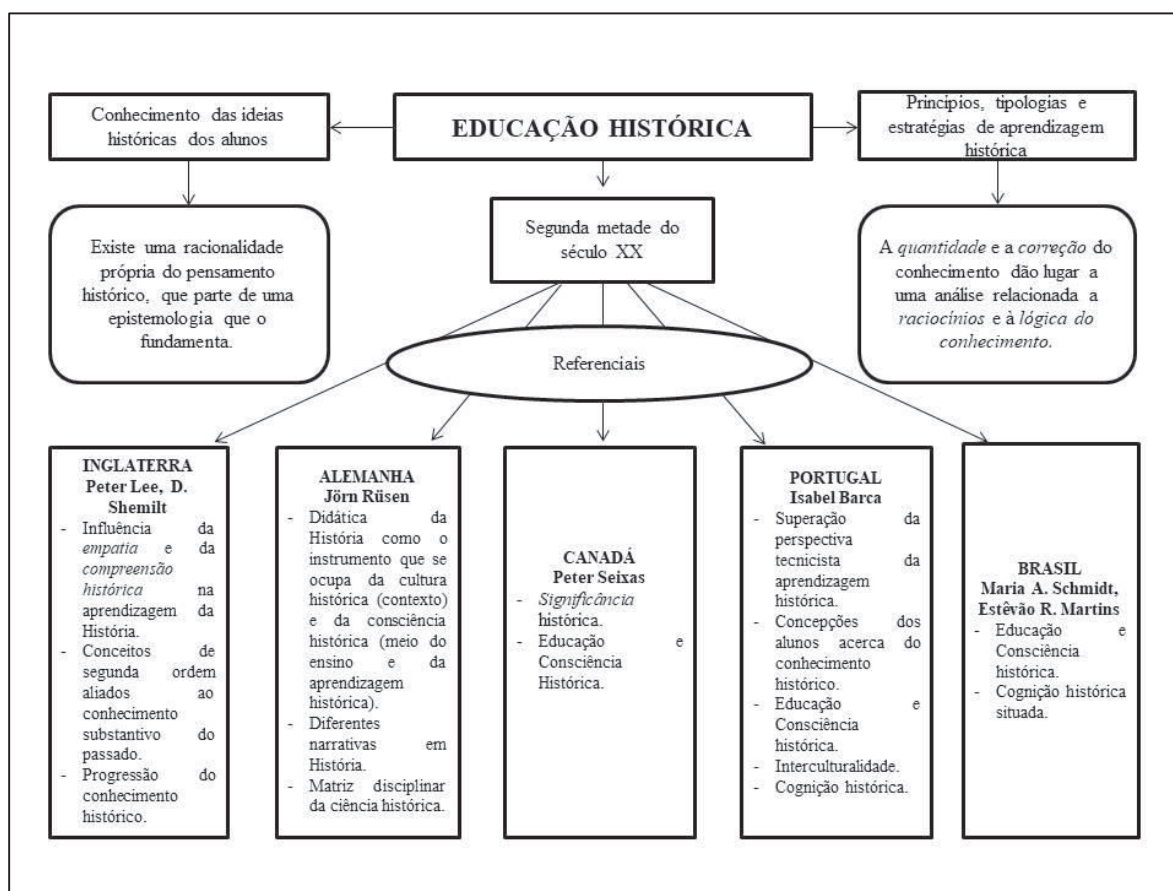 Conhecimento das ideias
históricas dos alunos
EDUCAÇÃO HISTÓRICA
Princípios, tipologias e
estratégias de aprendizagem
histórica
Existe uma racionalidade
própria do pensamento
histórico, que parte de uma
epistemologia que o
fundamenta.
Segunda metade do
século XX
A quantidade e a correção do
conhecimento dão lugar a
uma análise relacionada a
raciocínios e à lógica do
conhecimento.
Referenciais
INGLATERRA
Peter Lee, D.
Shemilt
- Influência da
empatia e da
compreensão
histórica na
aprendizagem da
História.
- Conceitos de
segunda ordem
aliados ao
conhecimento
substantivo do
passado.
- Progressão do
conhecimento
histórico.
ALEMANHA
Jörn Rüsen
- Didática da
História como o
instrumento que se
ocupa da cultura
histórica (contexto) e
da consciência
histórica (meio do
ensino e da
aprendizagem
histórica).
- Diferentes
narrativas em
História.
- Matriz disciplinar
da ciência histórica.
CANADÁ
Peter Seixas
- Significância
histórica.
- Educação e
Consciência
Histórica.
PORTUGAL
Isabel Barca
- Superação da
perspectiva
tecnicista da
aprendizagem
histórica.
- Concepções dos
alunos acerca do
conhecimento
histórico.
- Educação e
Consciência
histórica.
- Interculturalidade.
- Cognição histórica.
BRASIL
Maria A. Schmidt,
Estêvão R. Martins
- Educação e
Consciência
histórica.
- Cognição histórica
situada.